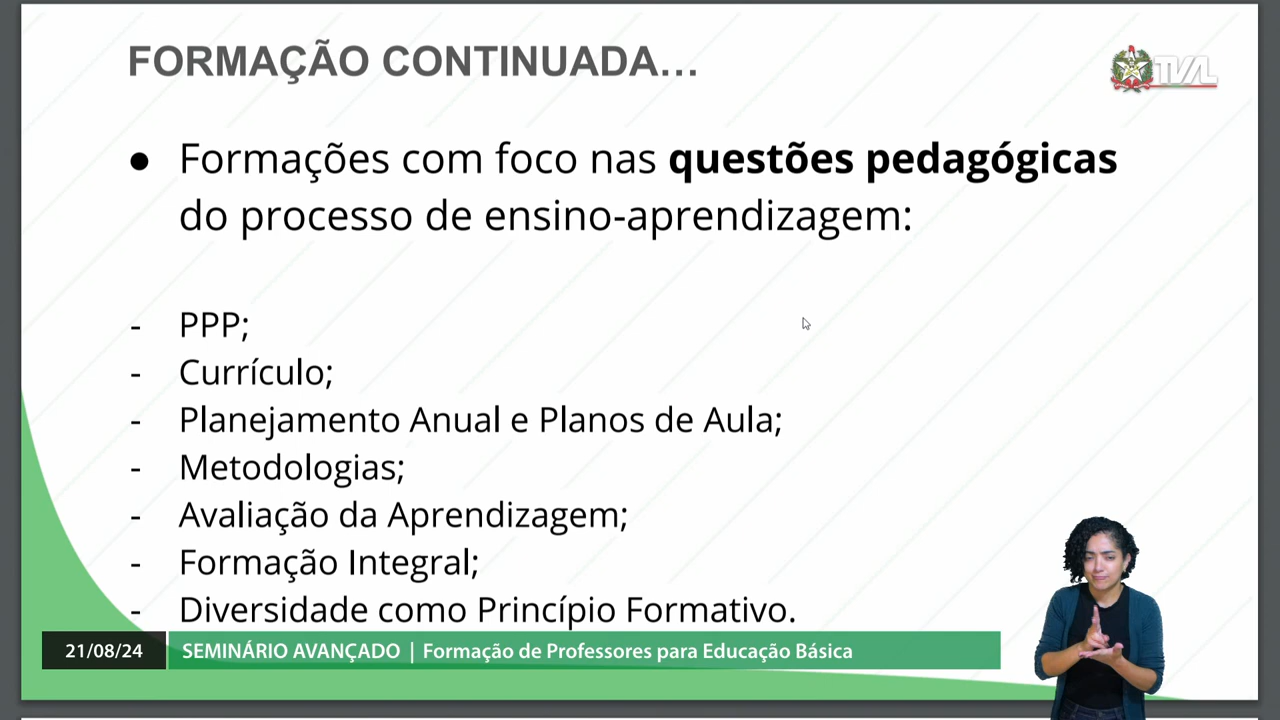 FORMAÇÃO CONTINUADA...
TVAL
● Formações com foco nas questões pedagógicas
do processo de ensino-aprendizagem:
- PPP;
- Currículo;
- Planejamento Anual e Planos de Aula;
- Metodologias;
- Avaliação da Aprendizagem;
- Formação Integral;
- Diversidade como Princípio Formativo.
21/08/24 SEMINÁRIO AVANÇADO | Formação de Professores para Educação Básica